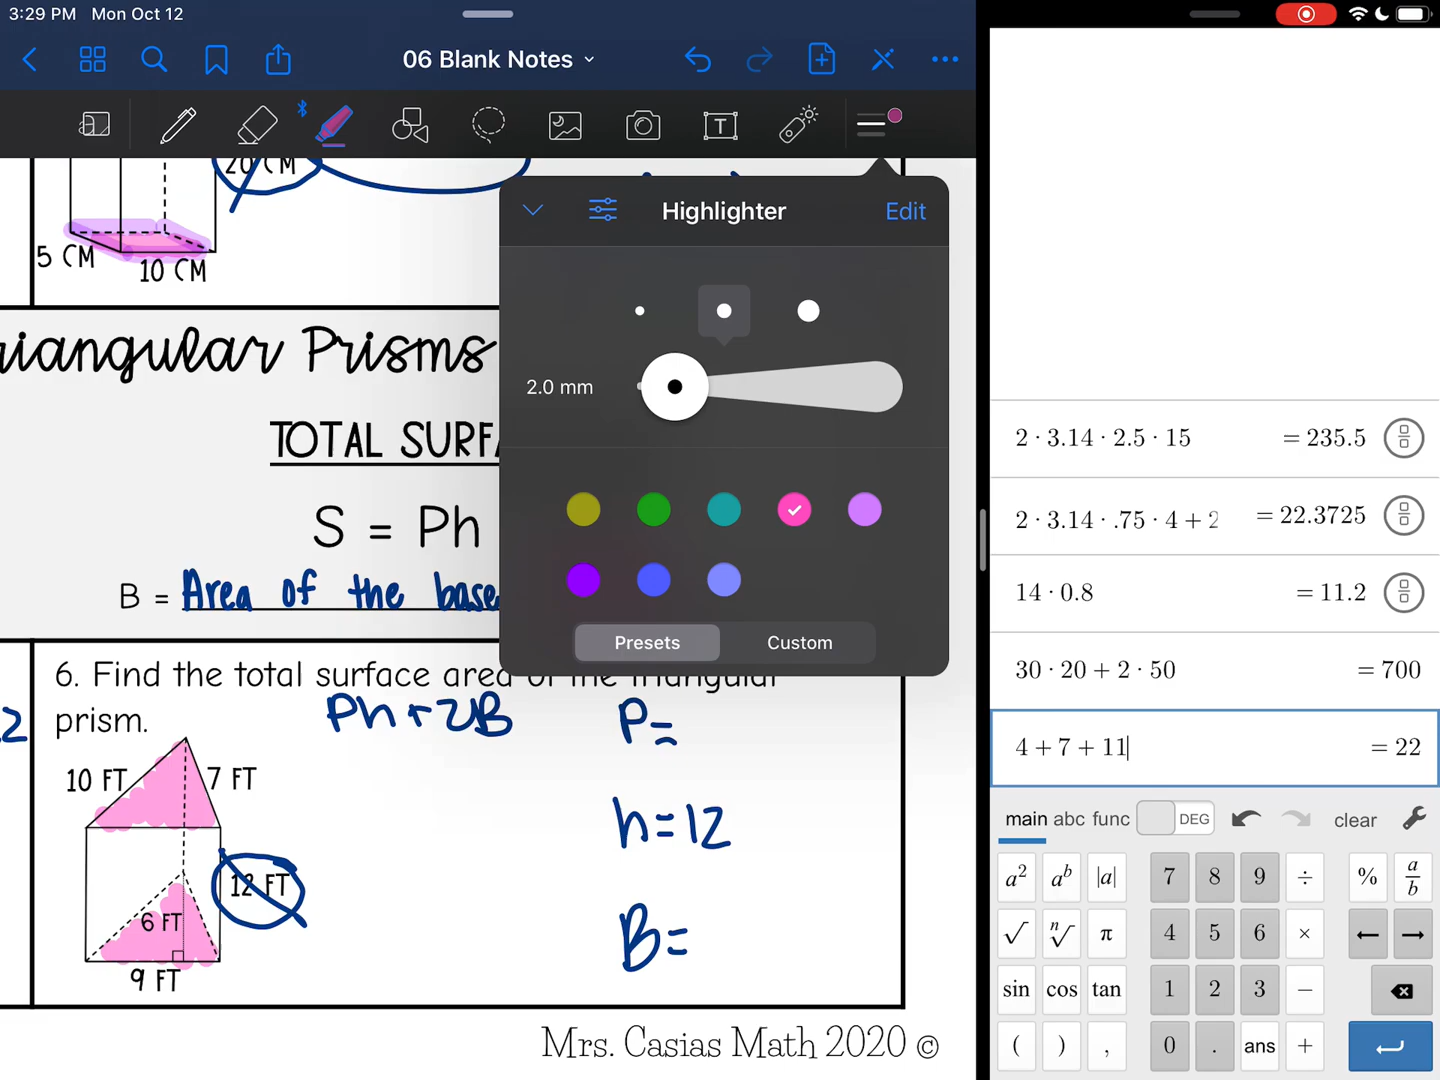 3:29 PM Mon Oct 12
06 Blank Notes
20 CM
5 CM
10 CM
riangular Prisms
TOTAL SURFA
S = Ph
B = Area of the base
Highlighter
Edit
2.0 mm
Presets
Custom
6. Find the total surface area of the triangular
prism.
Ph+2B
P=
10 FT
7 FT
h=12
12 FT
6 FT
B=
9 FT
2
Mrs. Casias Math 2020 ©
2 · 3.14 · 2.5 · 15 = 235.5
2 · 3.14 · .75 · 4 + 2 = 22.3725
14 · 0.8 = 11.2
30 · 20 + 2 · 50 = 700
4 + 7 + 11 = 22
main abc func DEG clear
a² aᵇ |a| 7 8 9 ÷ % a/b
√ ⁿ√ π 4 5 6 × ← →
sin cos tan 1 2 3 −
( ) , 0 . ans +